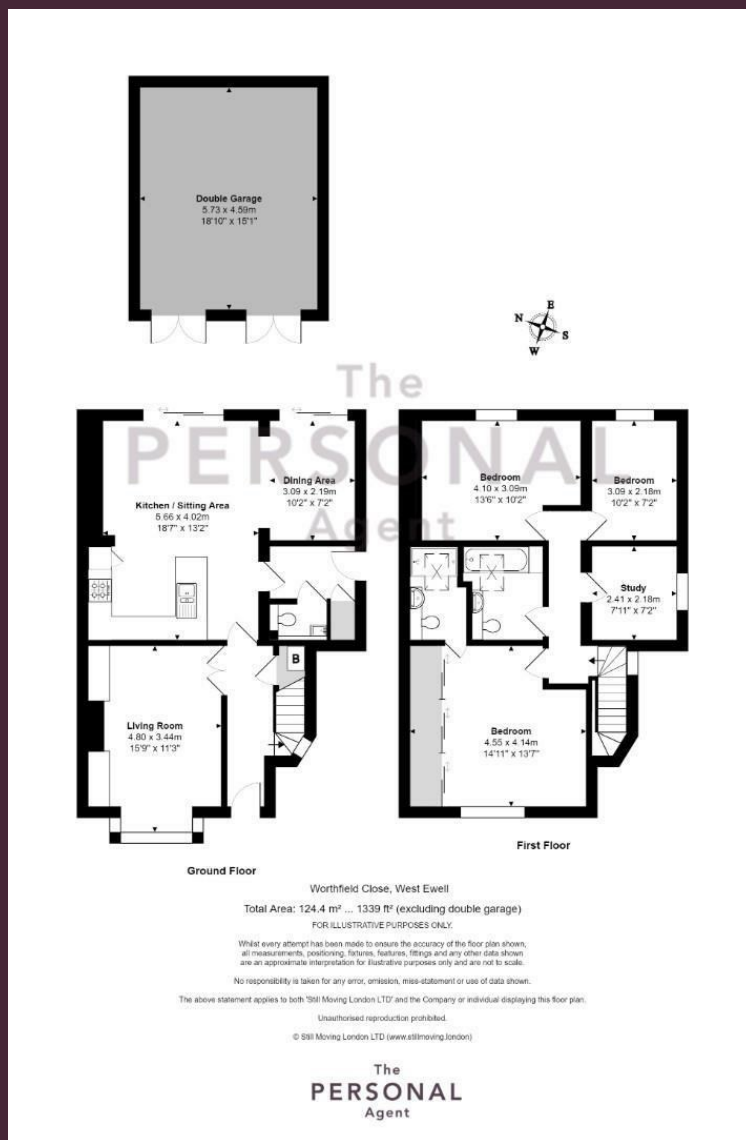 Double Garage
5.73 x 4.59m
18'10" x 15'1"
N
E
S
W
The
PERSONAL
Agent
Kitchen / Sitting Area
5.66 x 4.02m
18'7" x 13'2"
Dining Area
3.09 x 2.19m
10'2" x 7'2"
B
Living Room
4.80 x 3.44m
15'9" x 11'3"
Ground Floor
Bedroom
4.10 x 3.09m
13'6" x 10'2"
Bedroom
3.09 x 2.18m
10'2" x 7'2"
Study
2.41 x 2.18m
7'11" x 7'2"
Bedroom
4.55 x 4.14m
14'11" x 13'7"
First Floor
Worthfield Close, West Ewell
Total Area: 124.4 m² ... 1339 ft² (excluding double garage)
FOR ILLUSTRATIVE PURPOSES ONLY.
Whilst every attempt has been made to ensure the accuracy of the floor plan shown,
all measurements, positioning, fixtures, features, fittings and any other data shown
are an approximate interpretation for illustrative purposes only and are not to scale.
No responsibility is taken for any error, omission, miss-statement or use of data shown.
The above statement applies to both 'Still Moving London LTD' and the Company or individual displaying this floor plan.
Unauthorised reproduction prohibited.
© Still Moving London LTD (www.stillmoving.london)
The
PERSONAL
Agent